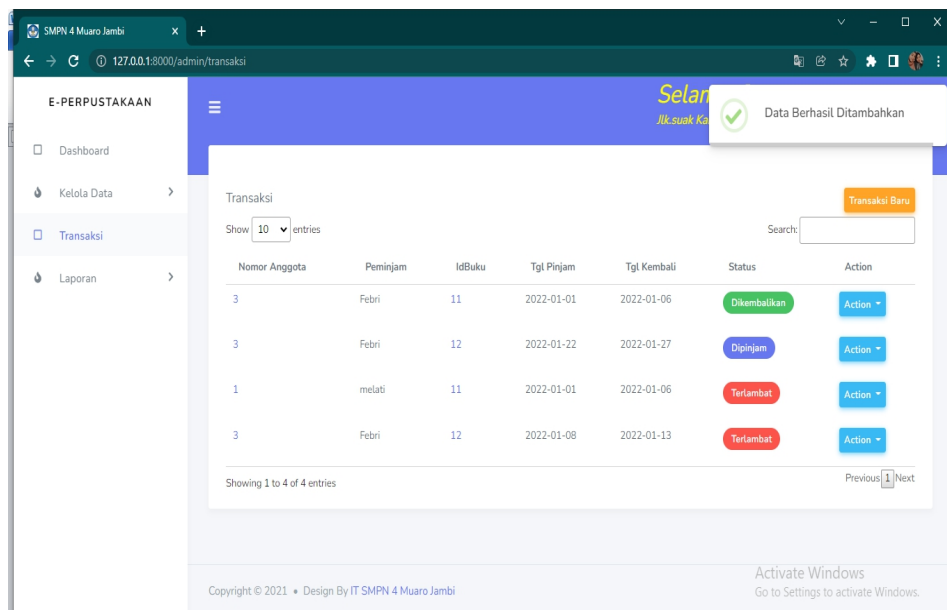 SMPN 4 Muaro Jambi
127.0.0.1:8000/admin/transaksi
E-PERPUSTAKAAN
Jlk.suak
Data Berhasil Ditambahkan
Dashboard
Kelola Data
Transaksi
Laporan
Transaksi
Transaksi Baru
Show 10 entries
Search:
Nomor Anggota Peminjam IdBuku Tgl Pinjam Tgl Kembali Status Action
3 Febri 11 2022-01-01 2022-01-06 Dikembalikan Action
3 Febri 12 2022-01-22 2022-01-27 Dipinjam Action
1 melati 11 2022-01-01 2022-01-06 Terlambat Action
3 Febri 12 2022-01-08 2022-01-13 Terlambat Action
Showing 1 to 4 of 4 entries
Previous 1 Next
Copyright © 2021 • Design By IT SMPN 4 Muaro Jambi
Activate Windows
Go to Settings to activate Windows.